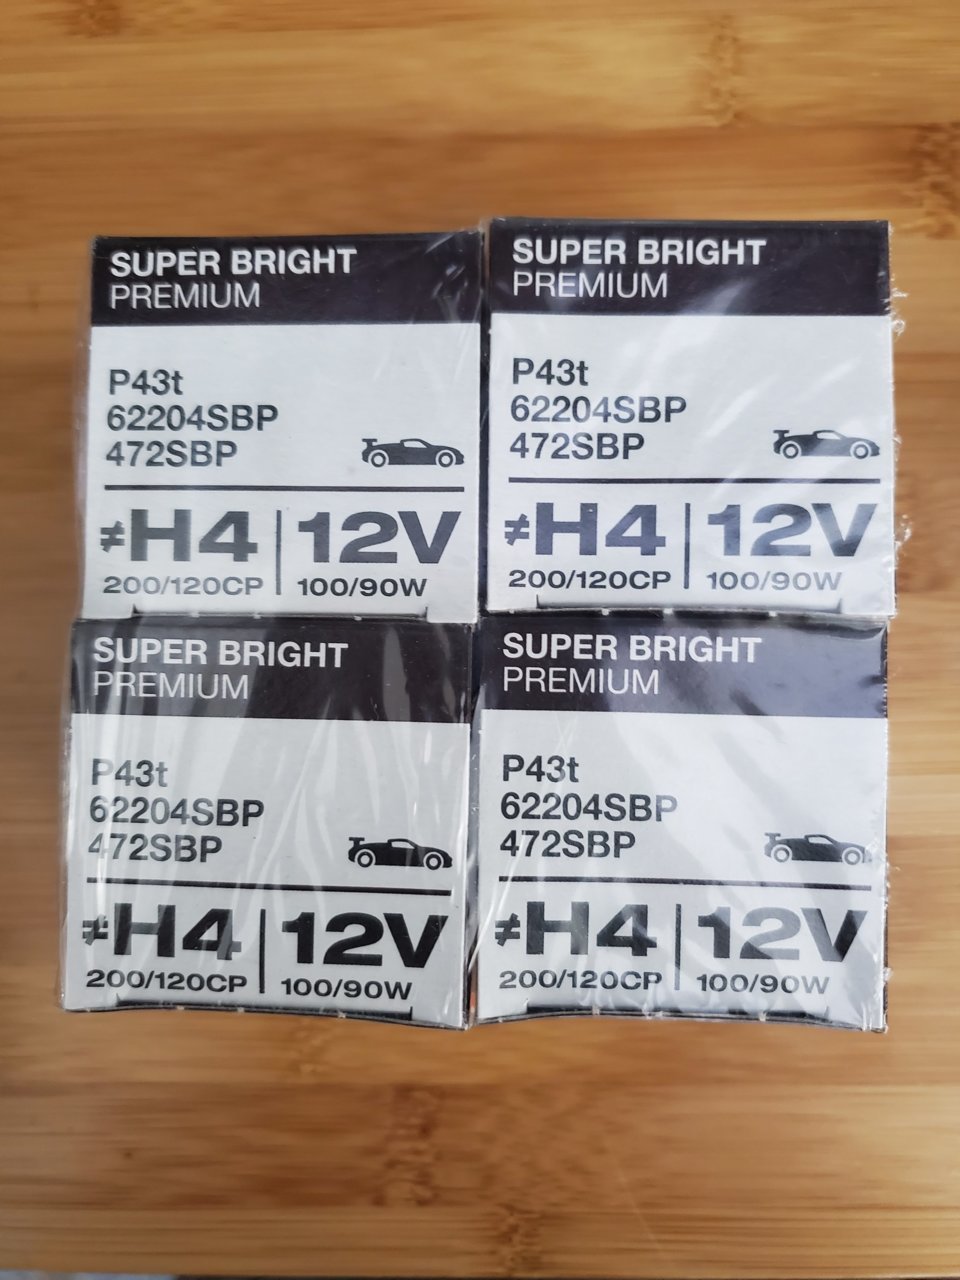 SUPER BRIGHT
PREMIUM
P43t
62204SBP
472SBP
≠H4 | 12V
200/120CP | 100/90W
SUPER BRIGHT
PREMIUM
P43t
62204SBP
472SBP
≠H4 | 12V
200/120CP | 100/90W
SUPER BRIGHT
PREMIUM
P43t
62204SBP
472SBP
≠H4 | 12V
200/120CP | 100/90W
SUPER BRIGHT
PREMIUM
P43t
62204SBP
472SBP
≠H4 | 12V
200/120CP | 100/90W